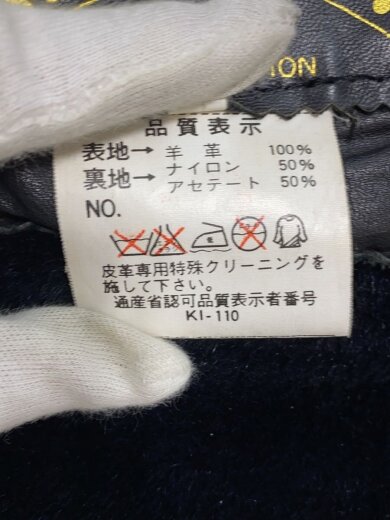 ION
品質表示
表地→ 羊革 100%
裏地→ ナイロン 50%
アセテート 50%
NO.
皮革専用特殊クリーニングを
施して下さい。
通産省認可品質表示者番号
KI-110